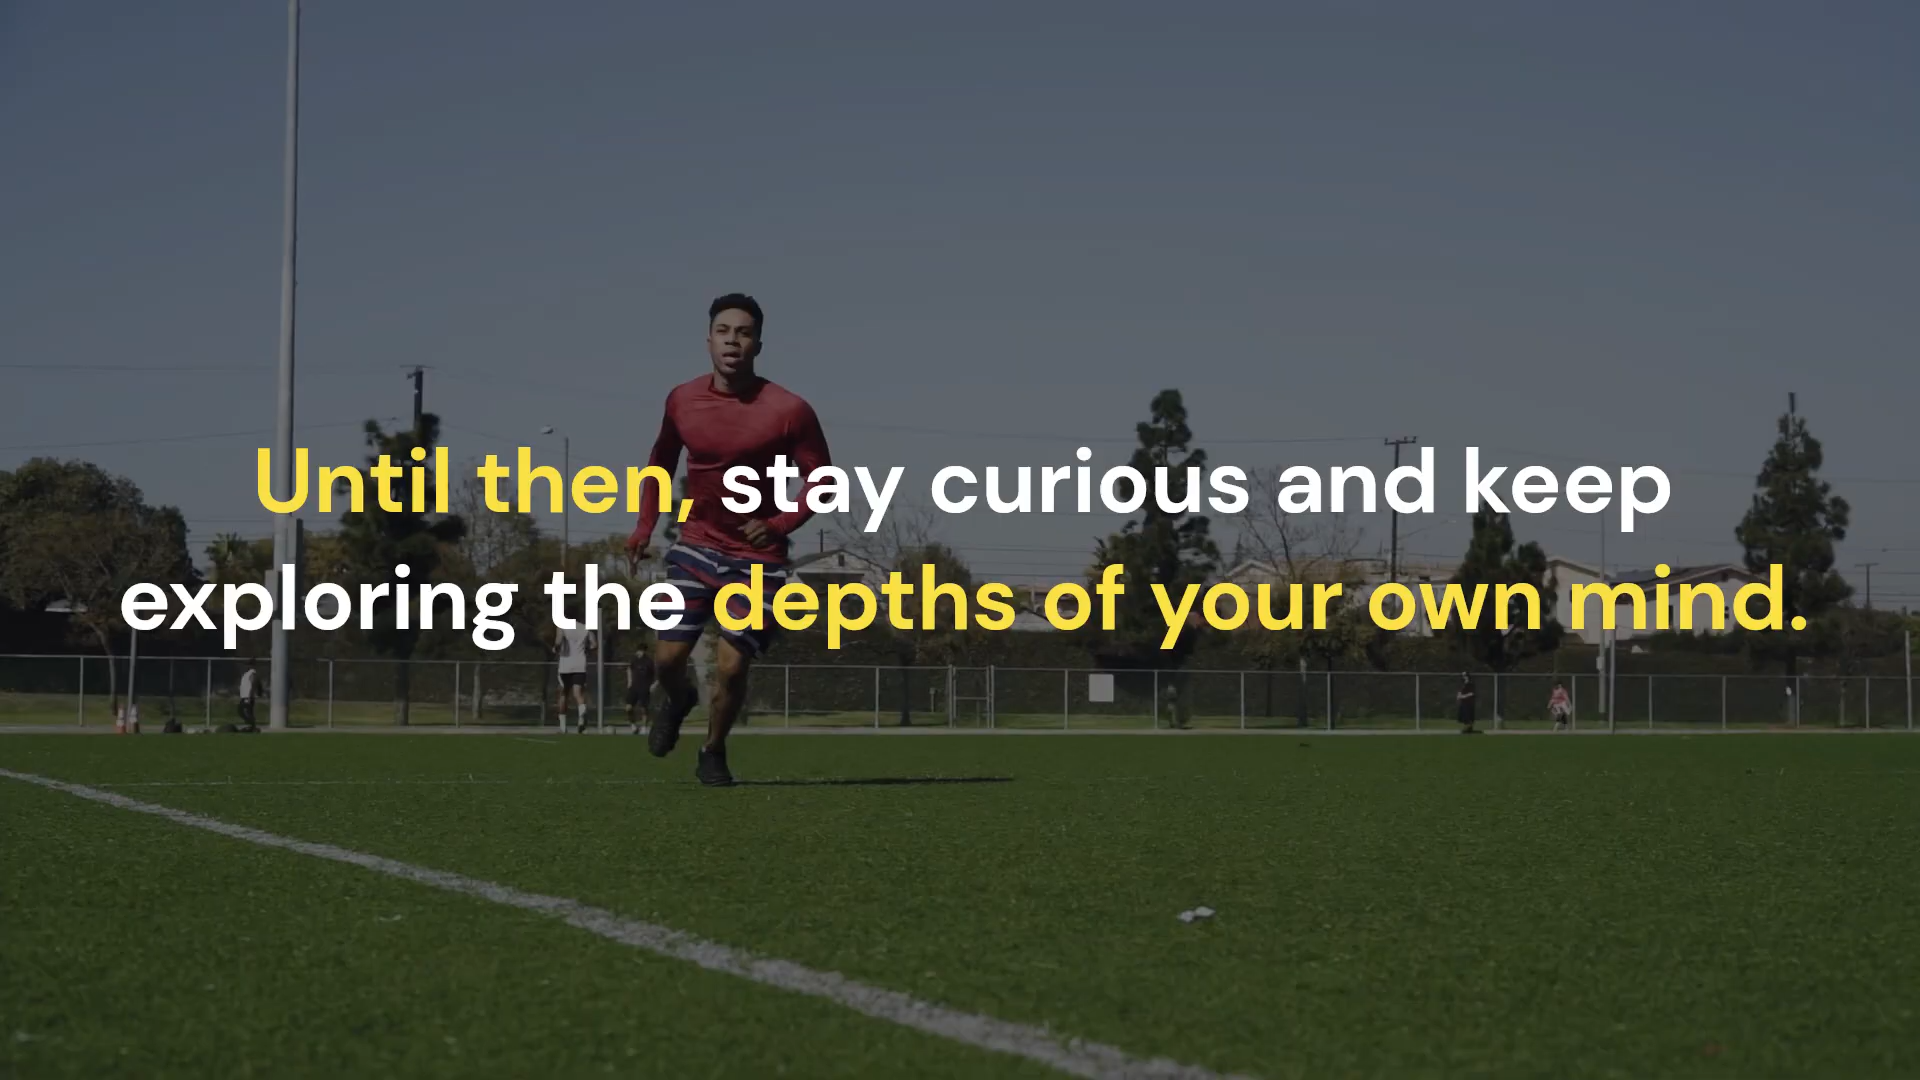 Until then, stay curious and keep
exploring the depths of your own mind.